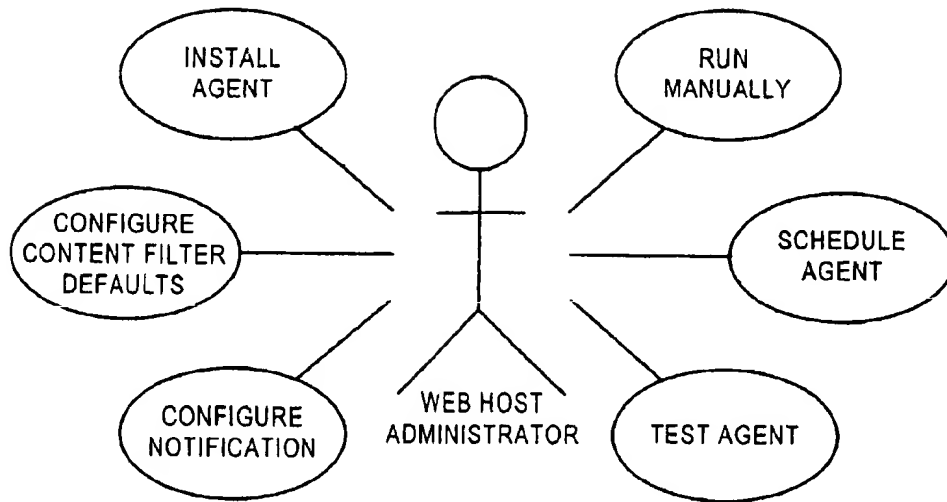 INSTALL
AGENT
RUN
MANUALLY
CONFIGURE
CONTENT FILTER
DEFAULTS
SCHEDULE
AGENT
CONFIGURE
NOTIFICATION
WEB HOST
ADMINISTRATOR
TEST AGENT